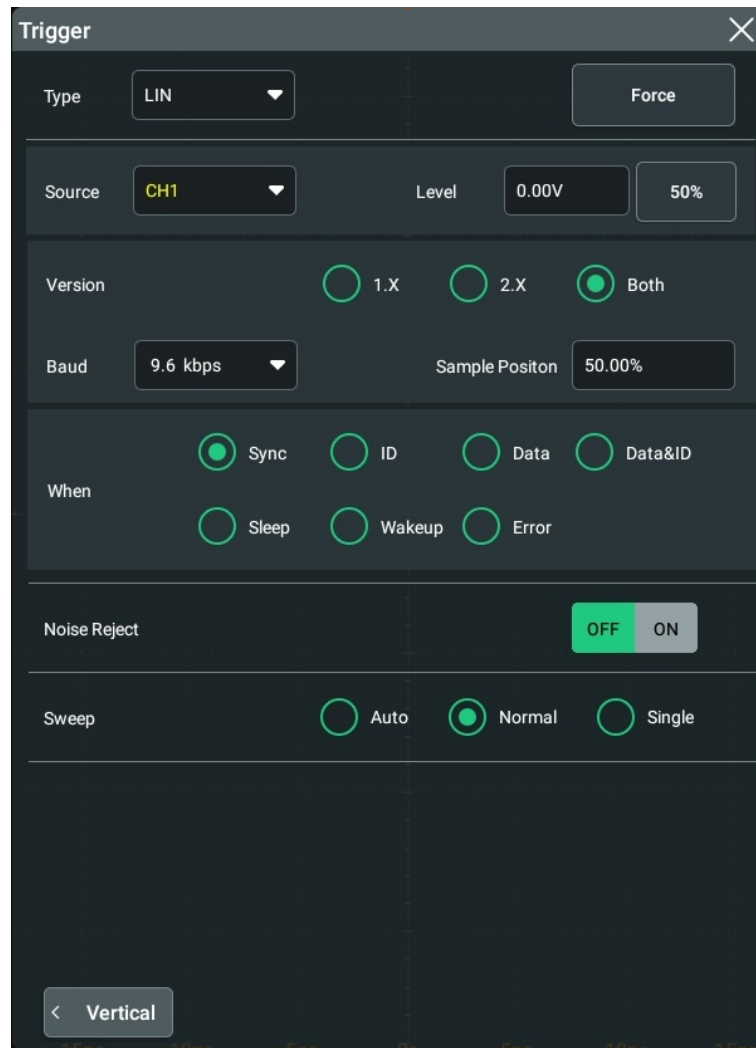 Trigger
Type LIN Force
Source CH1 Level 0.00V 50%
Version 1.X 2.X Both
Baud 9.6 kbps Sample Positon 50.00%
Sync ID Data Data&ID
When
Sleep Wakeup Error
Noise Reject OFF ON
Sweep Auto Normal Single
< Vertical